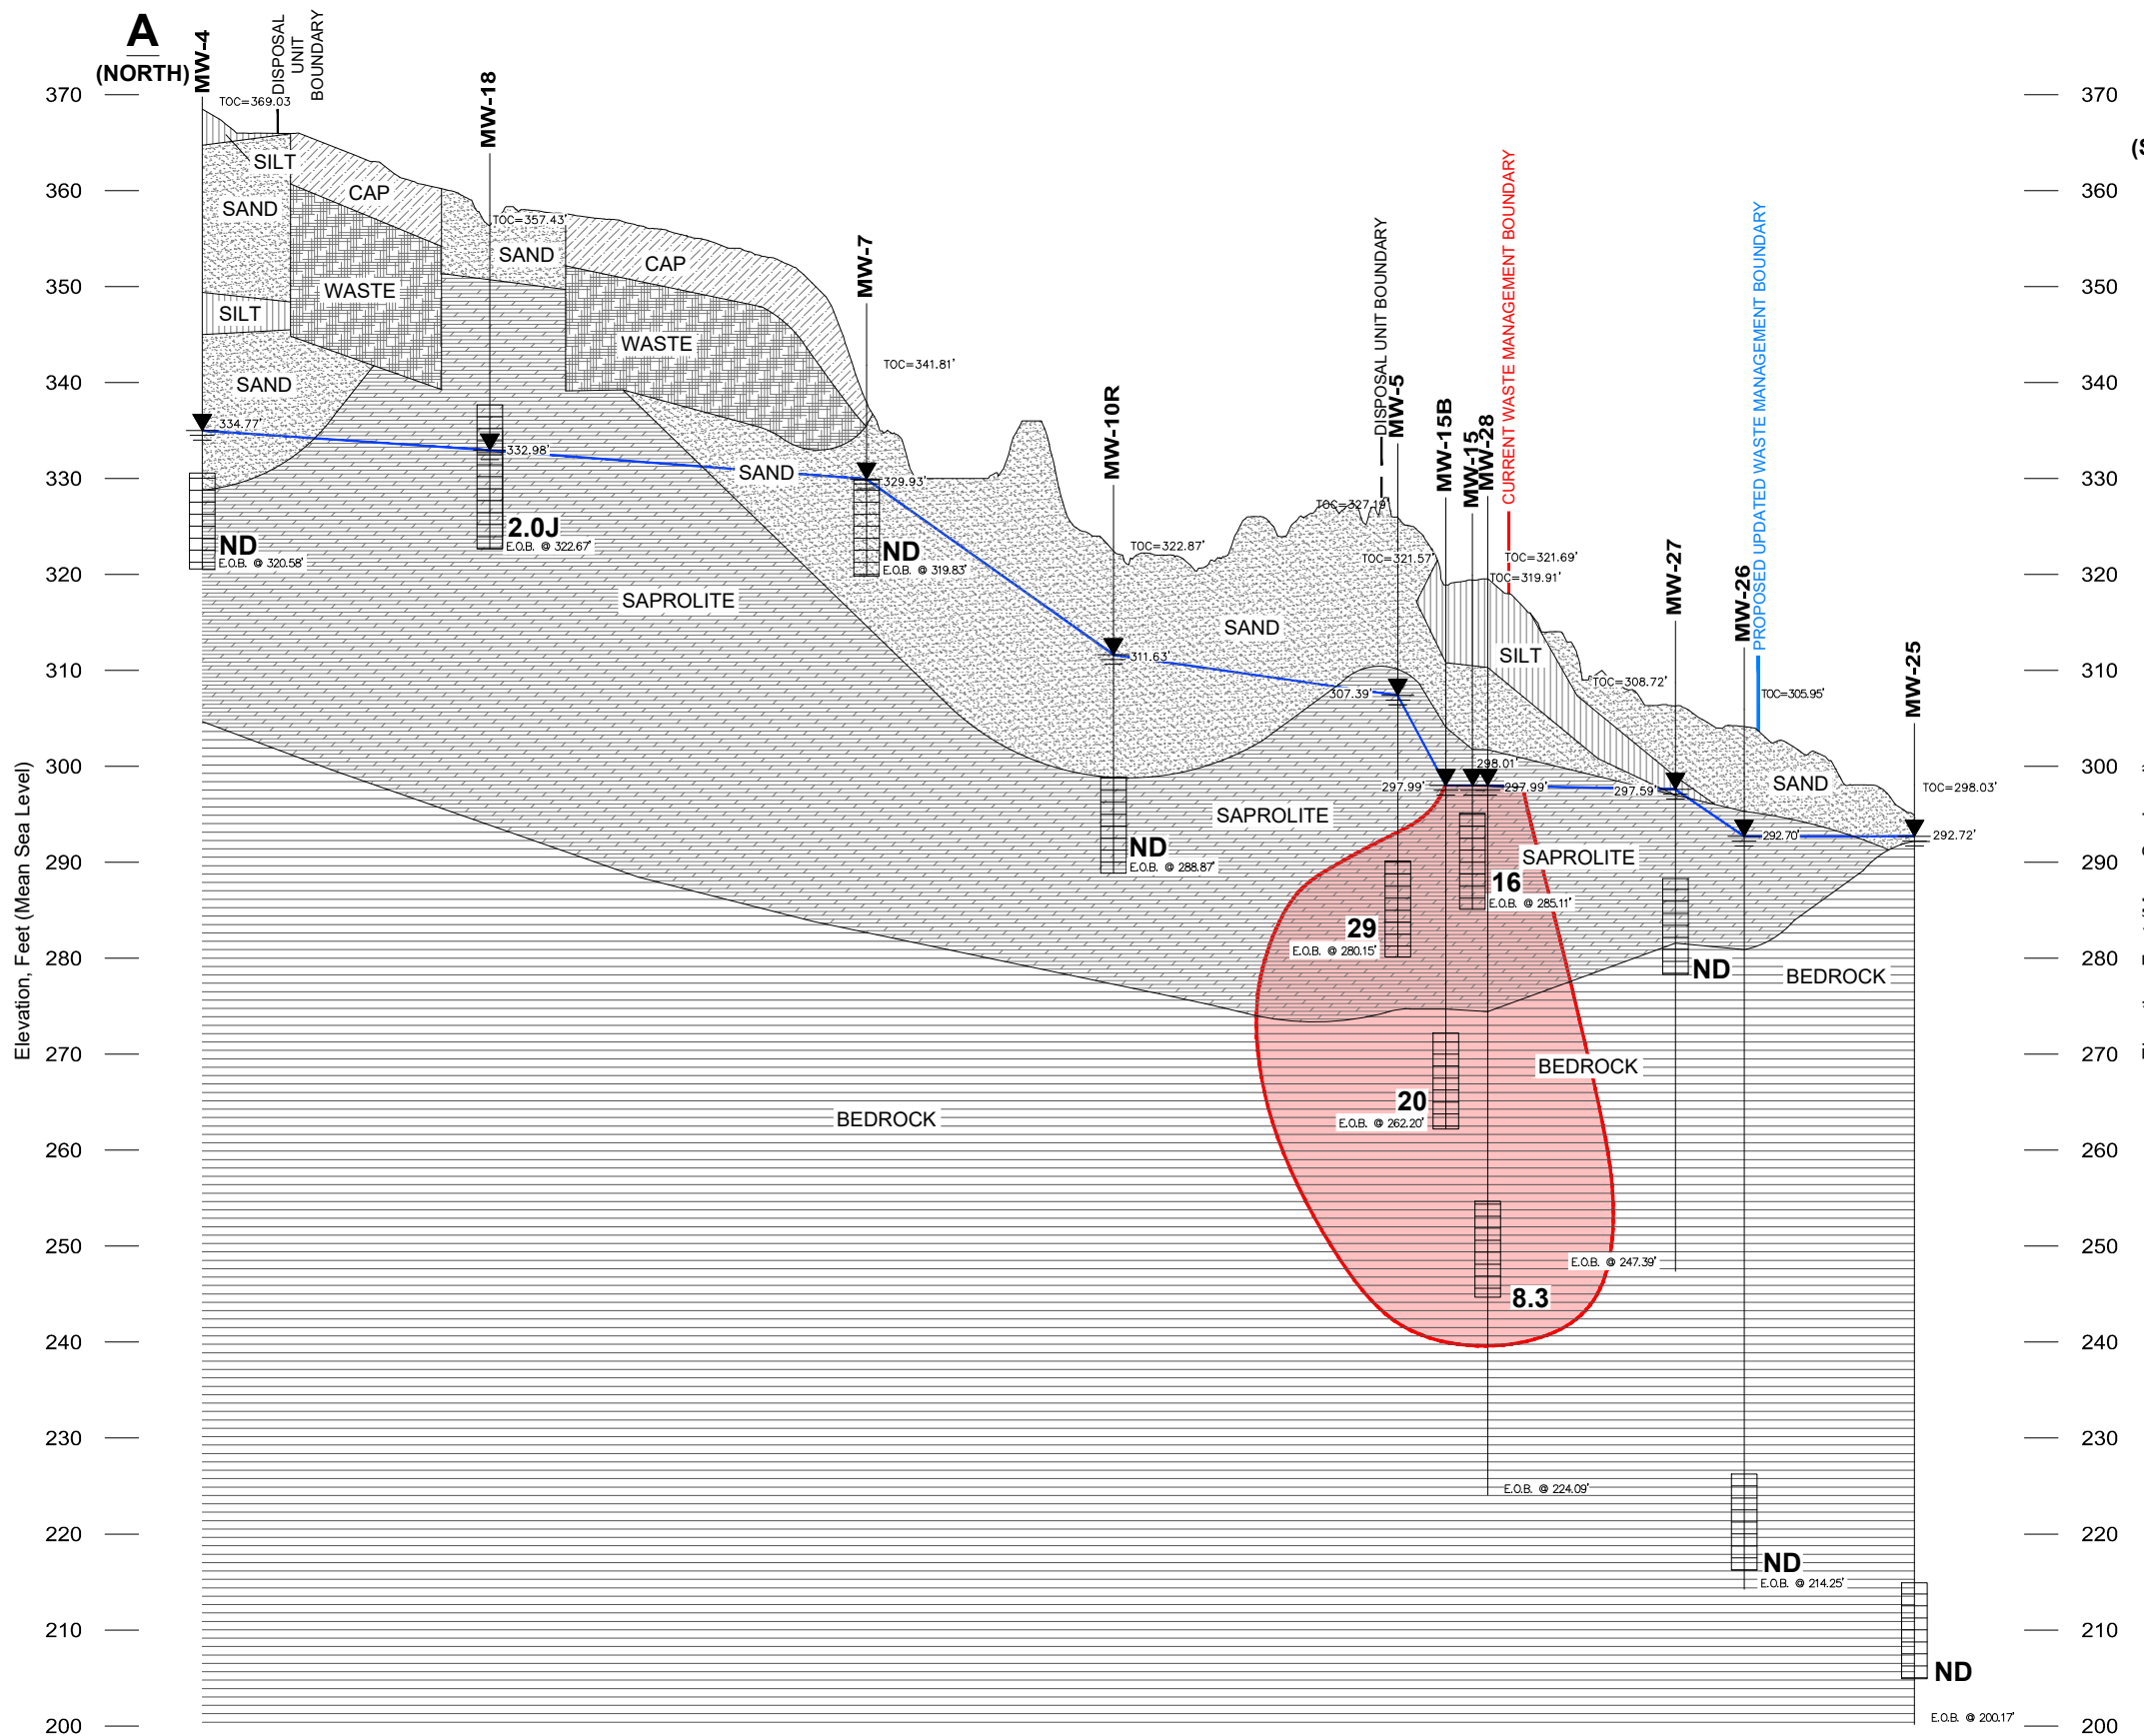 A
(NORTH)
MW-4
DISPOSAL
UNIT
BOUNDARY
MW-18
MW-7
MW-10R
DISPOSAL UNIT BOUNDARY
MW-5
MW-15B
MW-15
MW-28
CURRENT WASTE MANAGEMENT BOUNDARY
MW-27
MW-26
PROPOSED UPDATED WASTE MANAGEMENT BOUNDARY
MW-25
(S
Elevation, Feet (Mean Sea Level)
370
360
350
340
330
320
310
300
290
280
270
260
250
240
230
220
210
200
TOC=369.03
TOC=357.43'
TOC=341.81'
TOC=322.87'
TOC=327.19'
TOC=321.57'
TOC=321.69'
TOC=319.91'
TOC=308.72'
TOC=305.95'
TOC=298.03'
SILT
CAP
SAND
WASTE
SILT
SAND
SAND
CAP
WASTE
SAND
SAPROLITE
SAND
SILT
SAND
SAPROLITE
SAPROLITE
BEDROCK
BEDROCK
BEDROCK
334.77'
332.98'
329.93'
311.63'
307.39'
297.99'
298.01'
297.99'
297.59'
292.70'
292.72'
ND
E.O.B. @ 320.58'
2.0J
E.O.B. @ 322.67'
ND
E.O.B. @ 319.83'
ND
E.O.B. @ 288.87'
29
E.O.B. @ 280.15'
16
E.O.B. @ 285.11'
20
E.O.B. @ 262.20'
8.3
E.O.B. @ 224.09'
ND
E.O.B. @ 247.39'
ND
E.O.B. @ 214.25'
ND
E.O.B. @ 200.17'
370
360
350
340
330
320
310
300
290
280
270
260
250
240
230
220
210
200